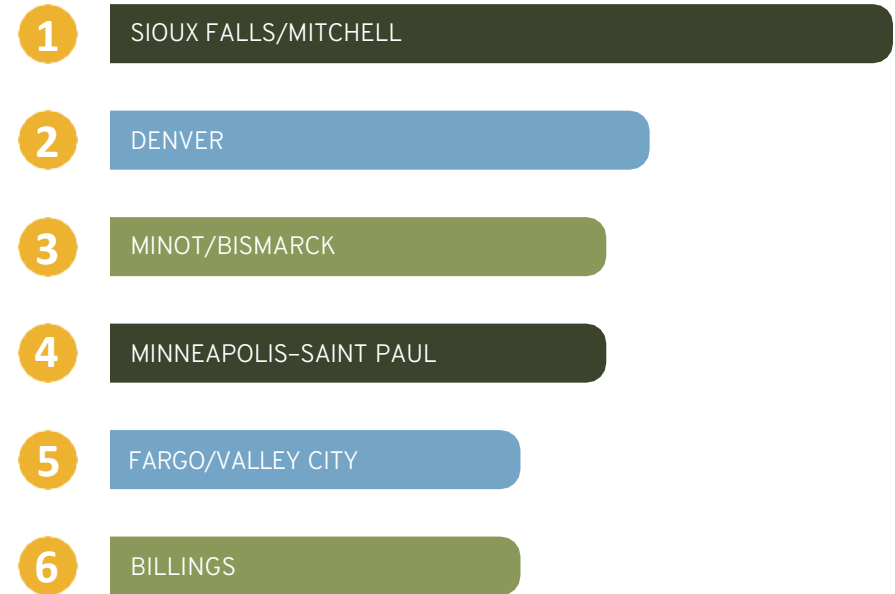 1 SIOUX FALLS/MITCHELL
2 DENVER
3 MINOT/BISMARCK
4 MINNEAPOLIS–SAINT PAUL
5 FARGO/VALLEY CITY
6 BILLINGS